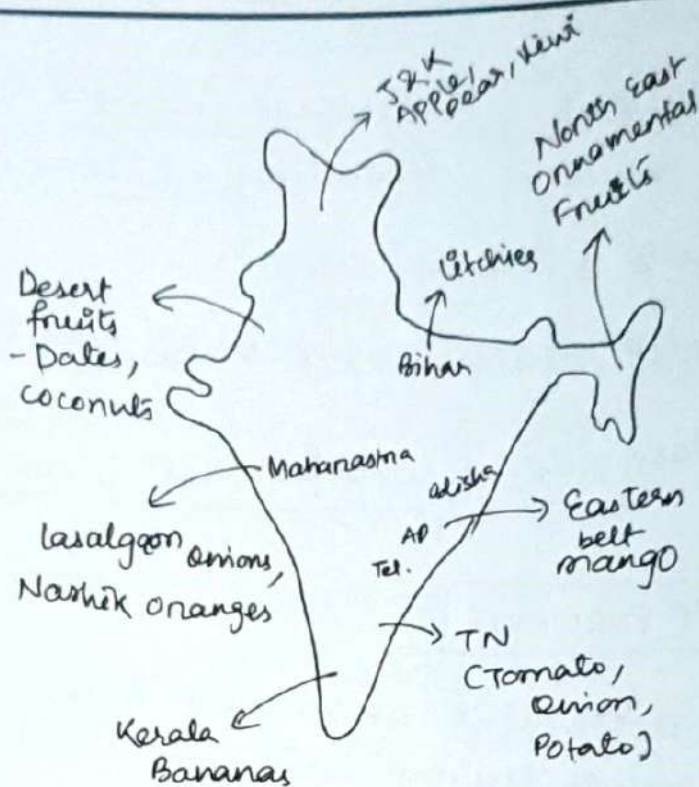 J & K
Apple,
pear, kiwi
North East
Ornamental
Fruits
Litchies
Bihar
Desert
fruits
- Dates,
coconuts
Maharastra
Lasalgaon onions,
Nashik oranges
odisha
AP
Tel.
Eastern
belt
mango
TN
(Tomato,
onion,
Potato)
Kerala
Bananas